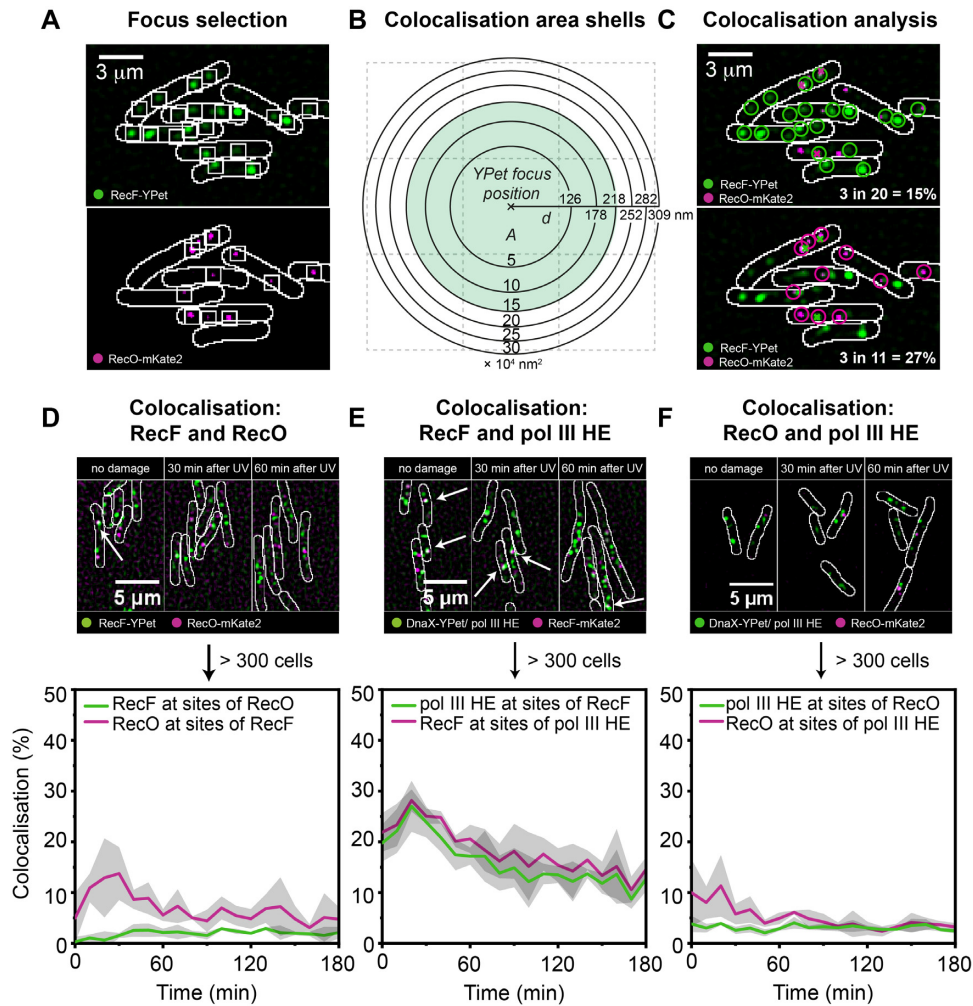 A Focus selection
3 μm
RecF-YPet
RecO-mKate2
B Colocalisation area shells
YPet focus
position
126 218 282
d 178 252 309 nm
A
5
10
15
20
25
30
× 10⁴ nm²
C Colocalisation analysis
3 μm
RecF-YPet
RecO-mKate2 3 in 20 = 15%
RecF-YPet
RecO-mKate2 3 in 11 = 27%
D Colocalisation:
RecF and RecO
no damage 30 min after UV 60 min after UV
5 μm
RecF-YPet RecO-mKate2
> 300 cells
RecF at sites of RecO
RecO at sites of RecF
Colocalisation (%)
50
40
30
20
10
0
0 60 120 180
Time (min)
E Colocalisation:
RecF and pol III HE
no damage 30 min after UV 60 min after UV
5 μm
DnaX-YPet/ pol III HE RecF-mKate2
> 300 cells
pol III HE at sites of RecF
RecF at sites of pol III HE
50
40
30
20
10
0
0 60 120 180
Time (min)
F Colocalisation:
RecO and pol III HE
no damage 30 min after UV 60 min after UV
5 μm
DnaX-YPet/ pol III HE RecO-mKate2
> 300 cells
pol III HE at sites of RecO
RecO at sites of pol III HE
50
40
30
20
10
0
0 60 120 180
Time (min)